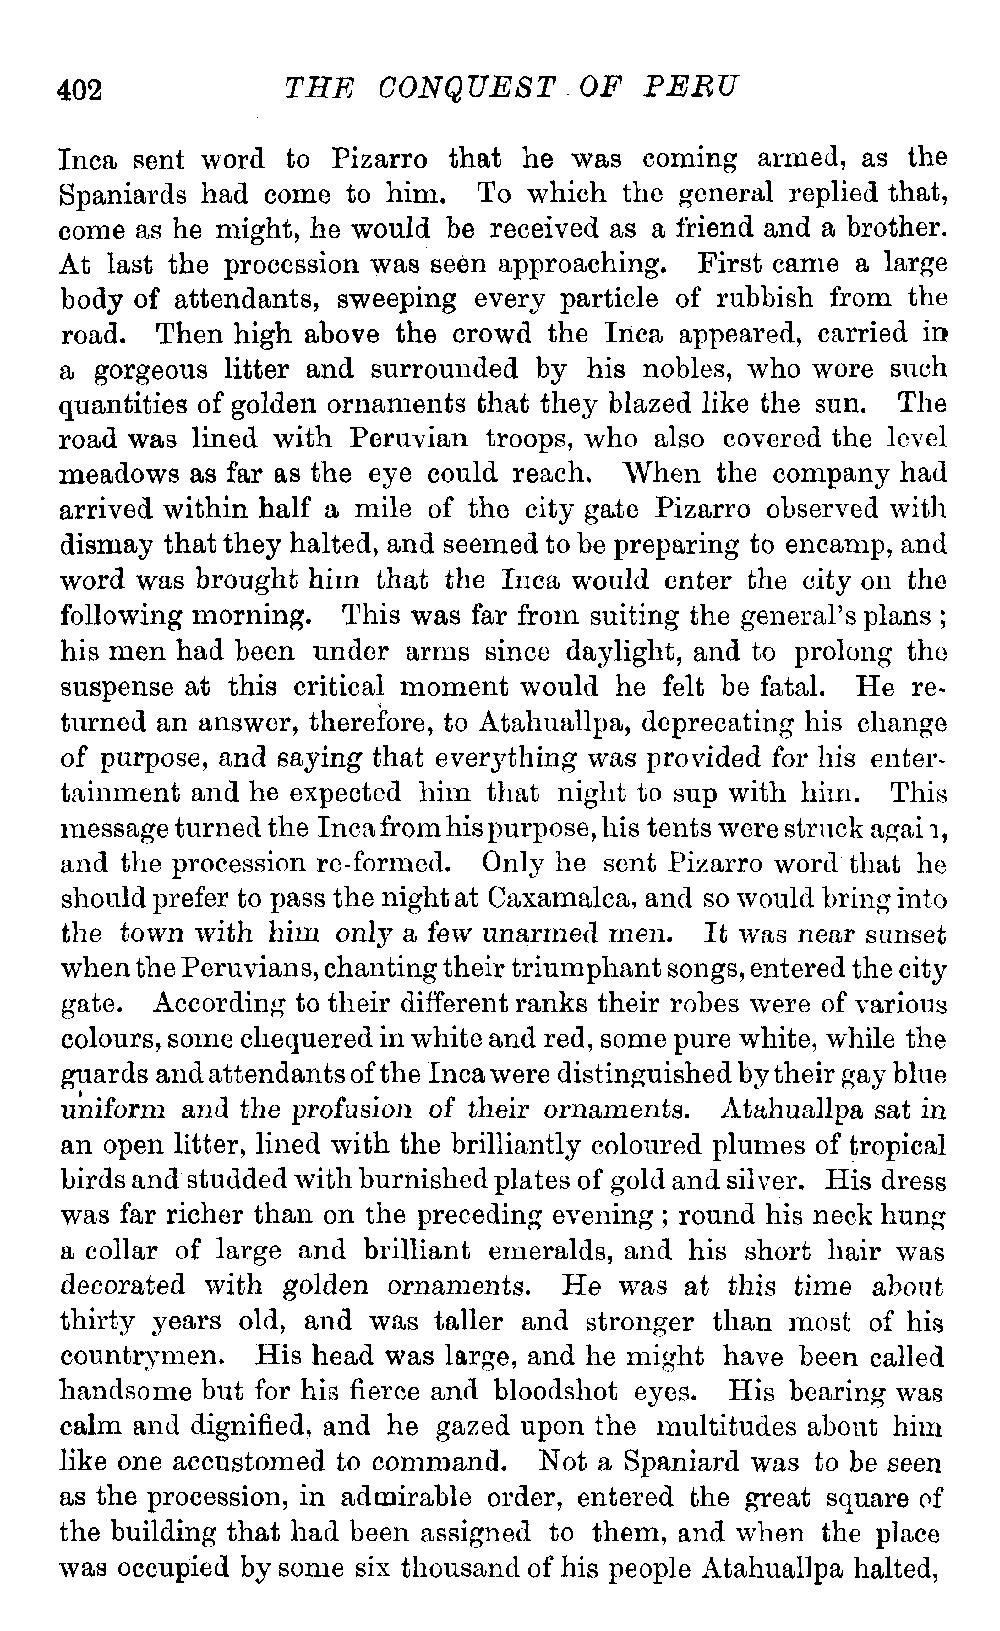 402 THE CONQUEST OF PERU
Inca sent word to Pizarro that he was coming armed, as the
Spaniards had come to him. To which the general replied that,
come as he might, he would be received as a friend and a brother.
At last the procession was seen approaching. First came a large
body of attendants, sweeping every particle of rubbish from the
road. Then high above the crowd the Inca appeared, carried in
a gorgeous litter and surrounded by his nobles, who wore such
quantities of golden ornaments that they blazed like the sun. The
road was lined with Peruvian troops, who also covered the level
meadows as far as the eye could reach. When the company had
arrived within half a mile of the city gate Pizarro observed with
dismay that they halted, and seemed to be preparing to encamp, and
word was brought him that the Inca would enter the city on the
following morning. This was far from suiting the general's plans;
his men had been under arms since daylight, and to prolong the
suspense at this critical moment would he felt be fatal. He re-
turned an answer, therefore, to Atahuallpa, deprecating his change
of purpose, and saying that everything was provided for his enter-
tainment and he expected him that night to sup with him. This
message turned the Inca from his purpose, his tents were struck again,
and the procession re-formed. Only he sent Pizarro word that he
should prefer to pass the night at Caxamalca, and so would bring into
the town with him only a few unarmed men. It was near sunset
when the Peruvians, chanting their triumphant songs, entered the city
gate. According to their different ranks their robes were of various
colours, some chequered in white and red, some pure white, while the
guards and attendants of the Inca were distinguished by their gay blue
uniform and the profusion of their ornaments. Atahuallpa sat in
an open litter, lined with the brilliantly coloured plumes of tropical
birds and studded with burnished plates of gold and silver. His dress
was far richer than on the preceding evening; round his neck hung
a collar of large and brilliant emeralds, and his short hair was
decorated with golden ornaments. He was at this time about
thirty years old, and was taller and stronger than most of his
countrymen. His head was large, and he might have been called
handsome but for his fierce and bloodshot eyes. His bearing was
calm and dignified, and he gazed upon the multitudes about him
like one accustomed to command. Not a Spaniard was to be seen
as the procession, in admirable order, entered the great square of
the building that had been assigned to them, and when the place
was occupied by some six thousand of his people Atahuallpa halted,